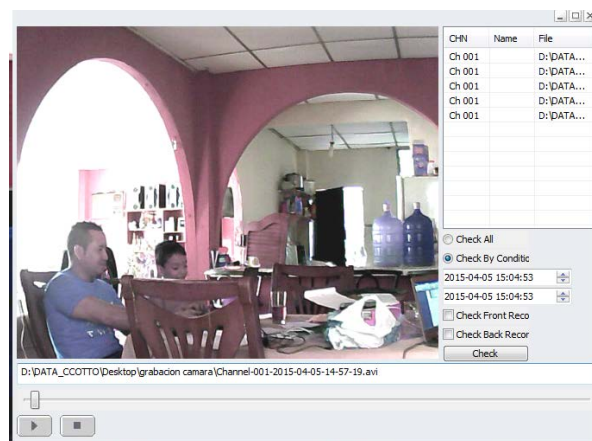 CHN Name File
Ch 001 D:\DATA...
Ch 001 D:\DATA...
Ch 001 D:\DATA...
Ch 001 D:\DATA...
Ch 001 D:\DATA...
Check All
Check By Conditic
2015-04-05 15:04:53
2015-04-05 15:04:53
Check Front Reco
Check Back Recor
Check
D:\DATA_CCOTTO\Desktop\grabacion camara\Channel-001-2015-04-05-14-57-19.avi